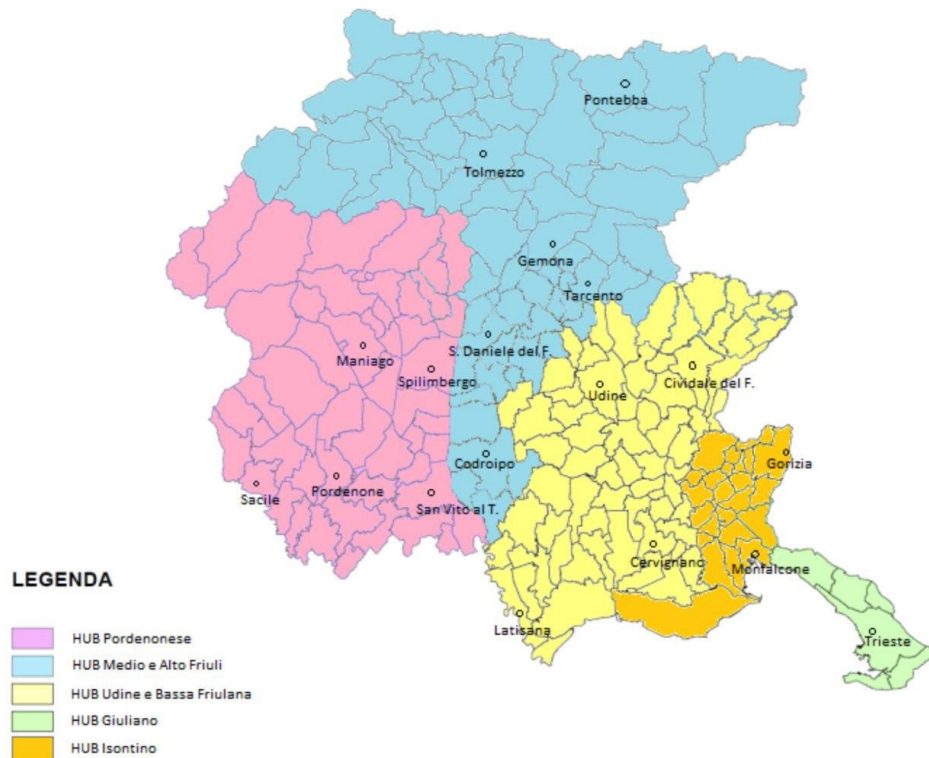 Pontebba
Tolmezzo
Gemona
Tarcento
S. Daniele del F.
Maniago
Spilimbergo
Udine
Cividale del F.
Codroipo
Gorizia
Sacile
Pordenone
San Vito al T.
Cervignano
Monfalcone
Latisana
Trieste
LEGENDA
HUB Pordenonese
HUB Medio e Alto Friuli
HUB Udine e Bassa Friulana
HUB Giuliano
HUB Isontino